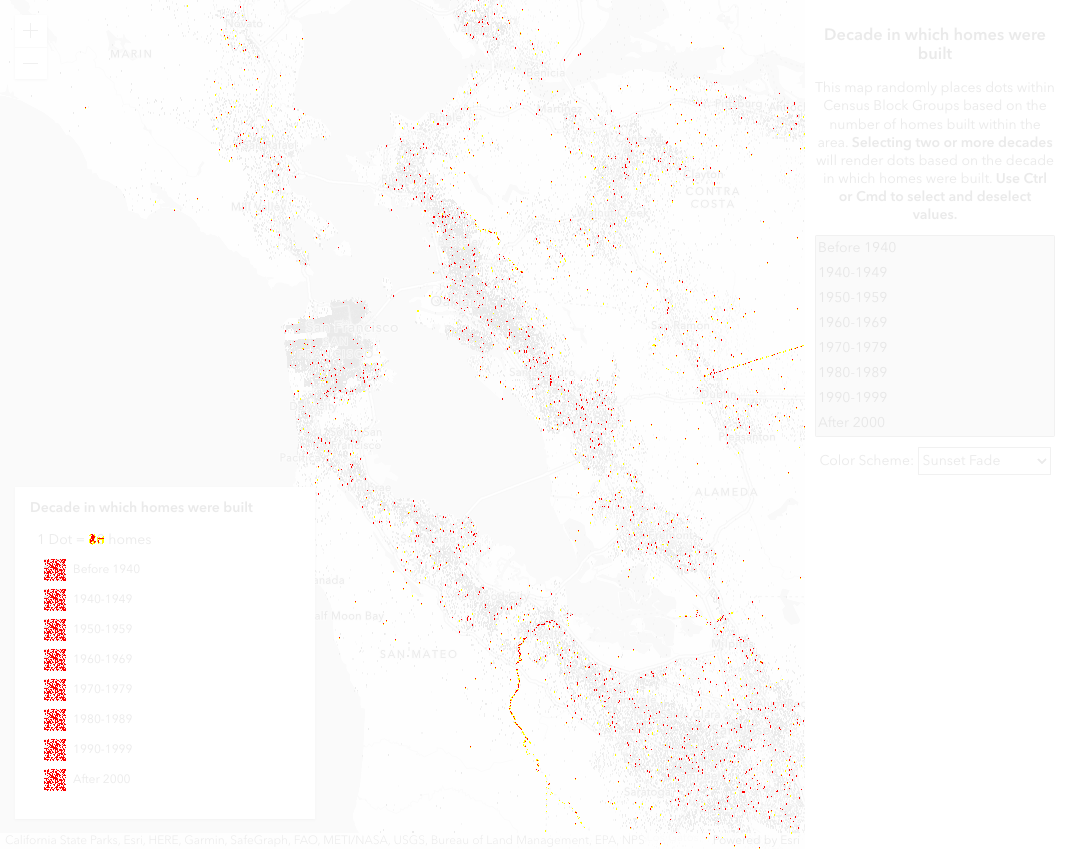 MARIN
CONTRA
COSTA
ALAMEDA
SAN MATEO
Half Moon Bay
Saratoga
Decade in which homes were
built
This map randomly places dots within
Census Block Groups based on the
number of homes built within the
area. Selecting two or more decades
will render dots based on the decade
in which homes were built. Use Ctrl
or Cmd to select and deselect
values.
Before 1940
1940-1949
1950-1959
1960-1969
1970-1979
1980-1989
1990-1999
After 2000
Color Scheme: Sunset Fade
Decade in which homes were built
1 Dot = homes
Before 1940
1940-1949
1950-1959
1960-1969
1970-1979
1980-1989
1990-1999
After 2000
California State Parks, Esri, HERE, Garmin, SafeGraph, FAO, METI/NASA, USGS, Bureau of Land Management, EPA, NPS
Powered by Esri